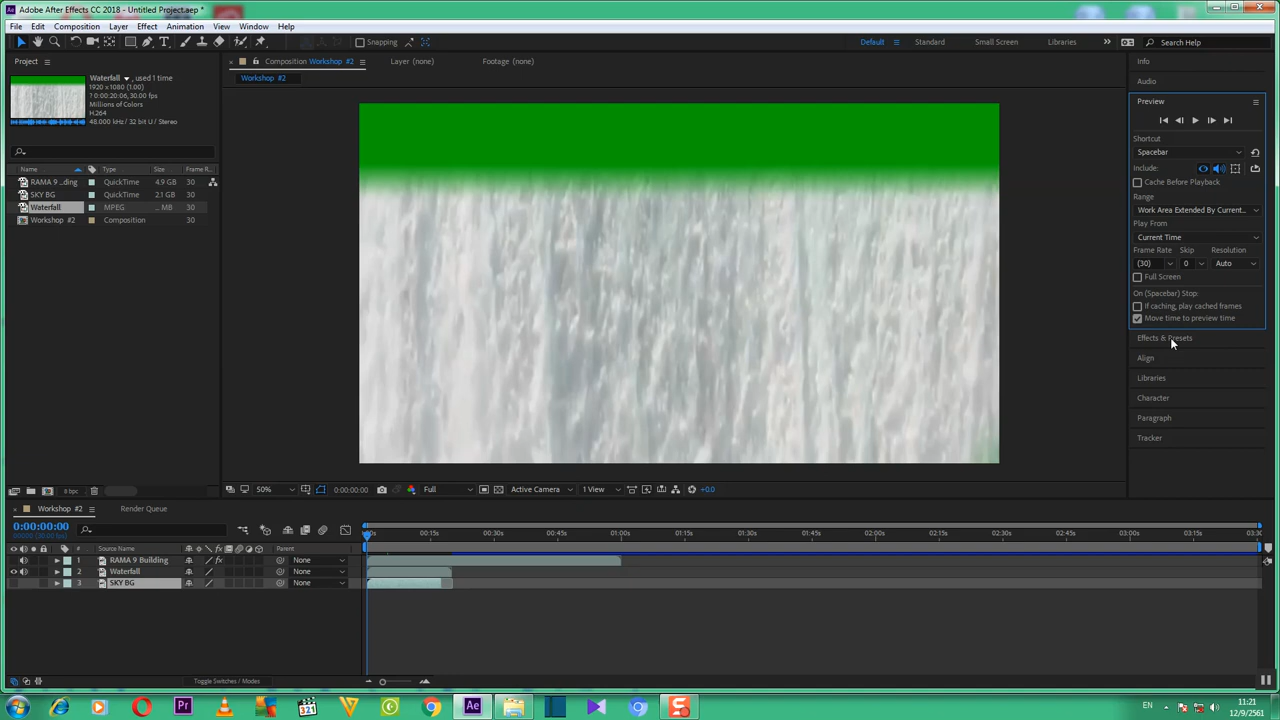 Adobe After Effects CC 2018 - Untitled Project.aep *
File Edit Composition Layer Effect Animation View Window Help
Snapping
Default Standard Small Screen Libraries Search Help
Project
Waterfall , used 1 time
1920 x 1080 (1.00)
Δ 0:00:20:06, 30.00 fps
Millions of Colors
H.264
48.000 kHz / 32 bit U / Stereo
Name Type Size Frame R..
RAMA 9 ..ding QuickTime 4.9 GB 30
SKY BG QuickTime 2.1 GB 30
Waterfall MPEG ... MB 30
Workshop #2 Composition 30
8 bpc
Composition Workshop #2 Layer (none) Footage (none)
Workshop #2
50% 0:00:00:00 Full Active Camera 1 View +0.0
Info
Audio
Preview
Shortcut
Spacebar
Include:
Cache Before Playback
Range
Work Area Extended By Current...
Play From
Current Time
Frame Rate Skip Resolution
(30) 0 Auto
Full Screen
On (Spacebar) Stop:
If caching, play cached frames
Move time to preview time
Effects & Presets
Align
Libraries
Character
Paragraph
Tracker
Workshop #2 Render Queue
0:00:00:00
00000 (30.00 fps)
:00s 00:15s 00:30s 00:45s 01:00s 01:15s 01:30s 01:45s 02:00s 02:15s 02:30s 02:45s 03:00s 03:30
# Source Name Parent
1 RAMA 9 Building None
2 Waterfall None
3 SKY BG None
Toggle Switches / Modes
EN
11:21
12/9/2561